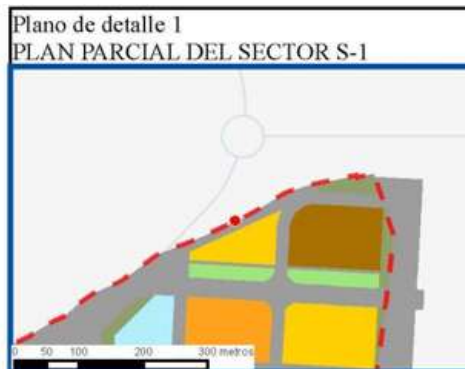 Plano de detalle 1
PLAN PARCIAL DEL SECTOR S-1
0 50 100 200 300 metros